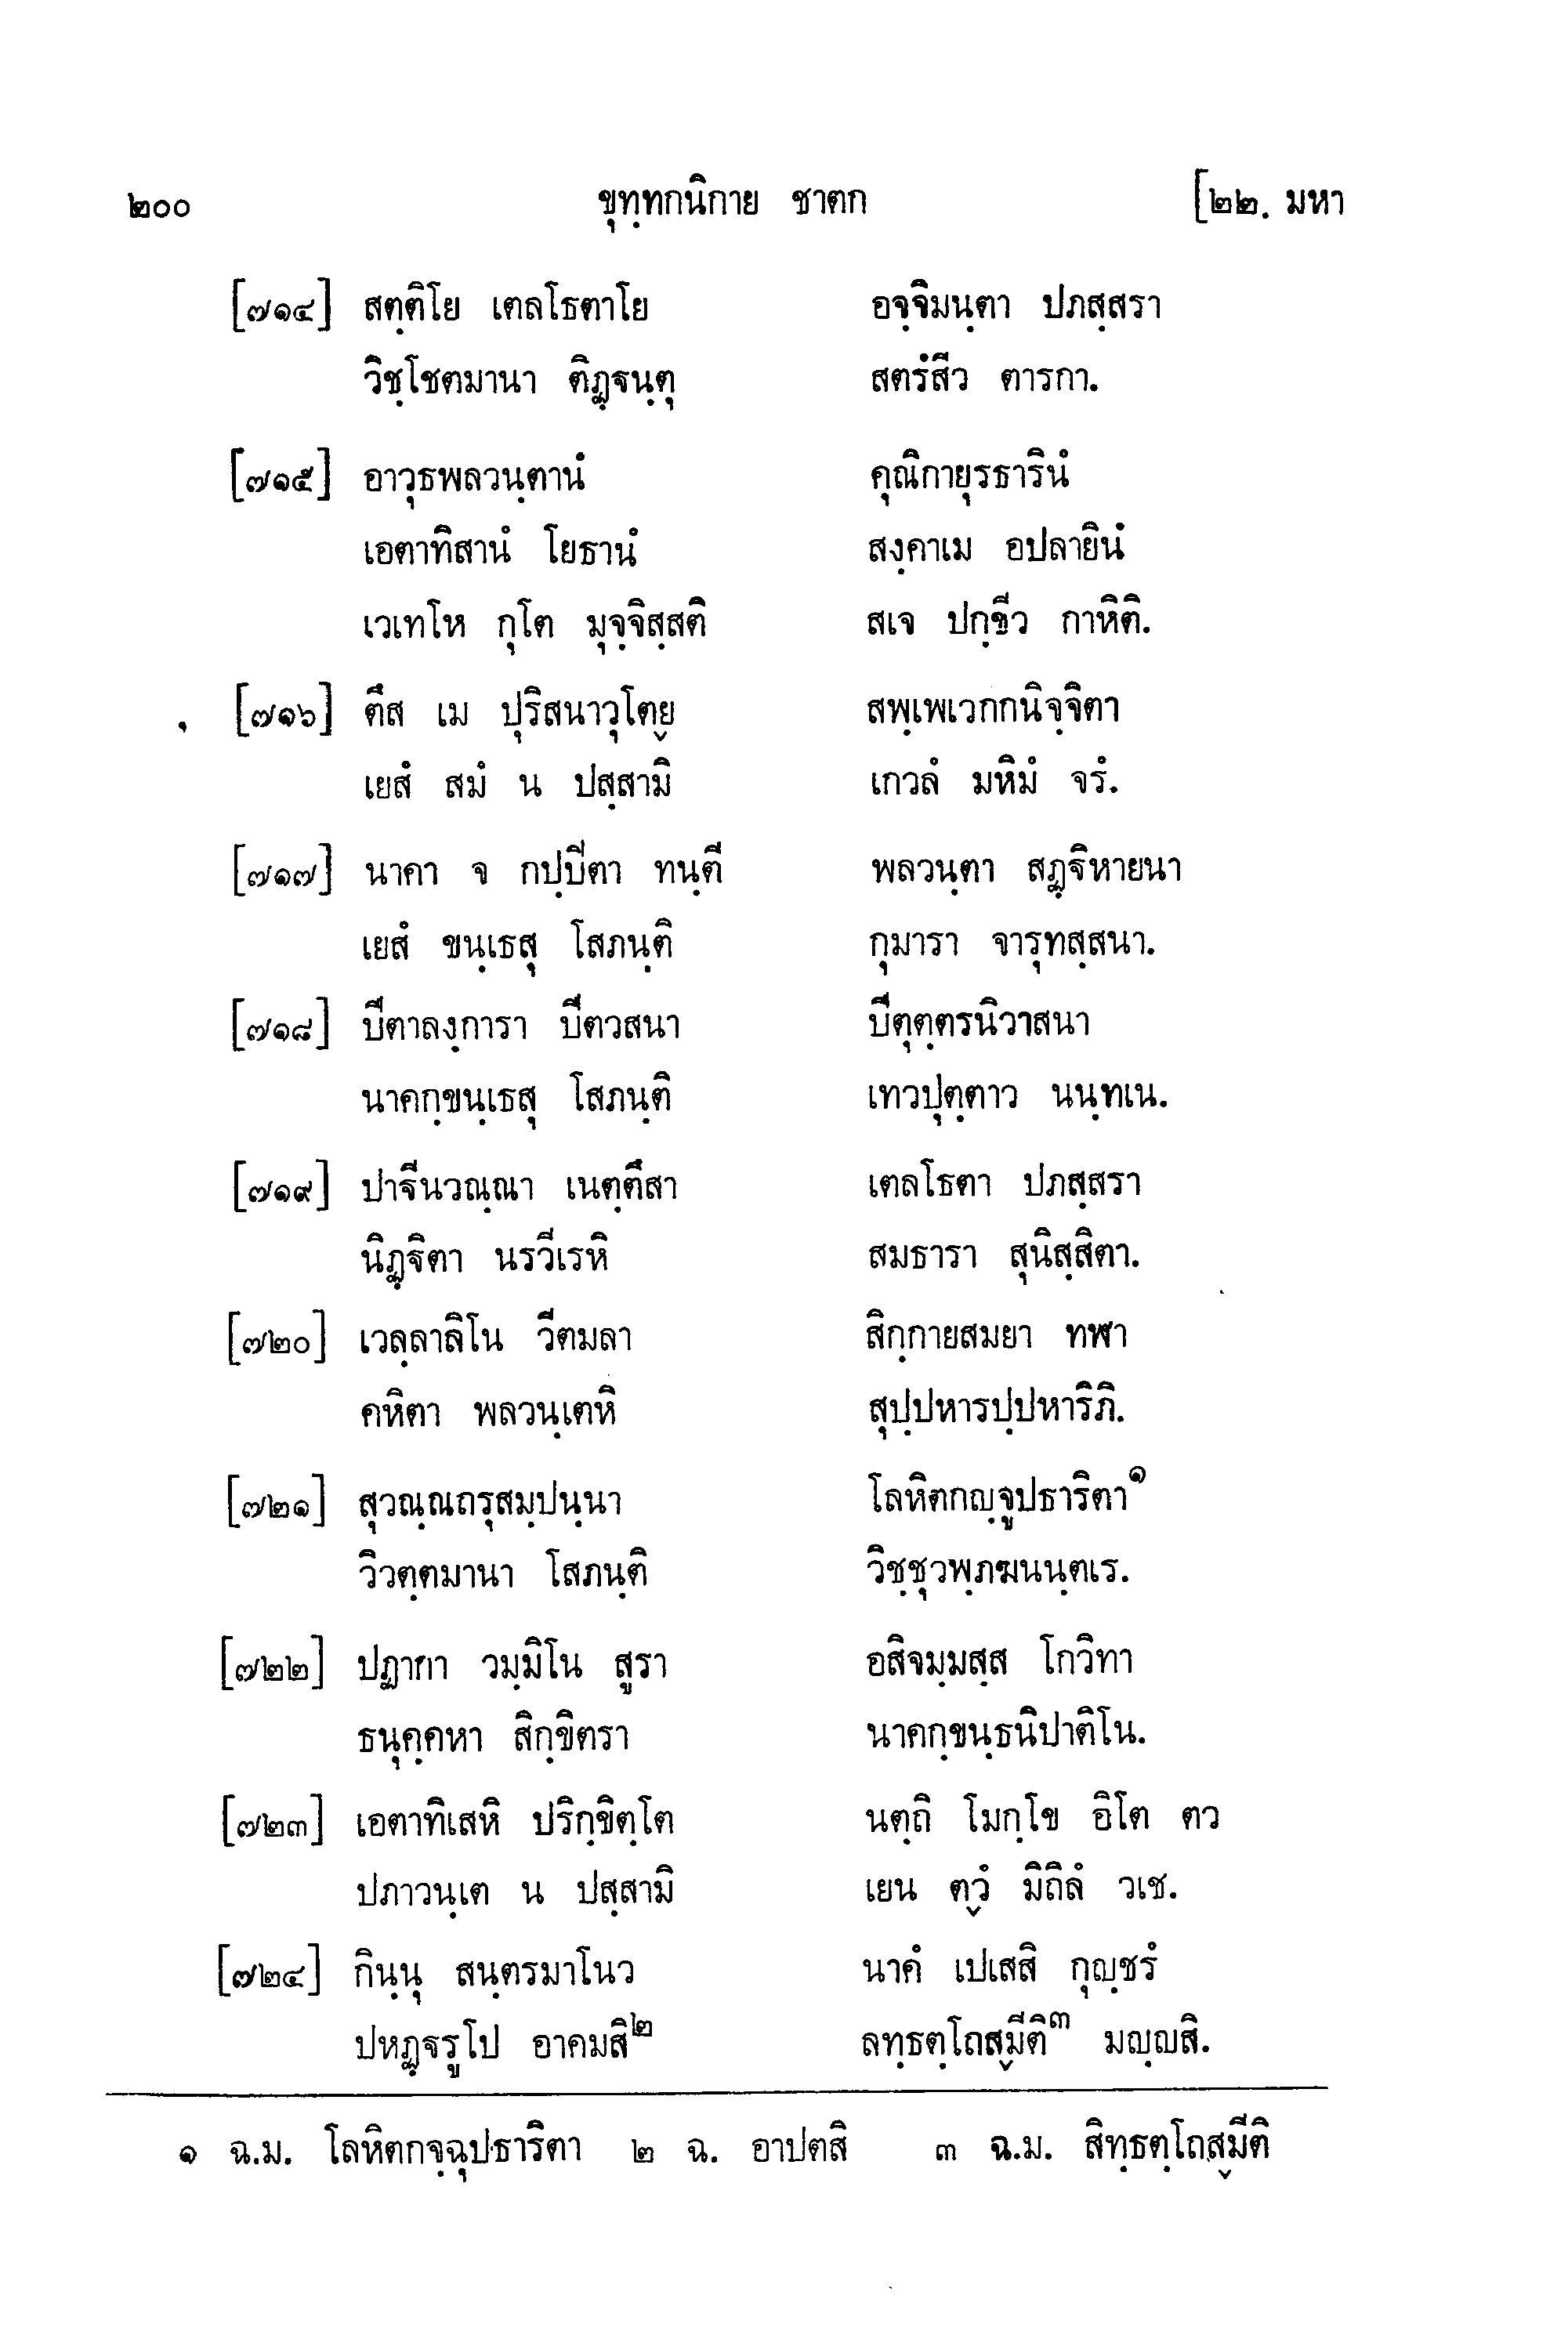 ๒๐๐ ขุทฺทกนิกาย ชาตก [๒๒. มหา
[๗๑๔] สตฺติโย เตลโธตาโย อจฺจิมนฺตา ปภสฺสรา
วิชฺโชตมานา ติฏฺฐนฺตุ สตรํสีว ตารกา.
[๗๑๕] อาวุธพลวนฺตานํ คุณิกายุรธารินํ
เอตาทิสานํ โยธานํ สงฺคาเม อปลายินํ
เวเทโห กุโต มุจฺจิสฺสติ สเจ ปกฺขีว กาหิติ.
[๗๑๖] ตึส เม ปุริสนาวุโตฺย สพฺเพเวกกนิจฺจิตา
เยสํ สมํ น ปสฺสามิ เกวลํ มหิมํ จรํ.
[๗๑๗] นาคา จ กปฺปีตา ทนฺตี พลวนฺตา สฏฺฐิหายนา
เยสํ ขนฺเธสุ โสภนฺติ กุมารา จารุทสฺสนา.
[๗๑๘] ปีตาลงฺการา ปีตวสนา ปีตุตฺตรนิวาสนา
นาคกฺขนฺเธสุ โสภนฺติ เทวปุตฺตาว นนฺทเน.
[๗๑๙] ปาจีนวณฺณา เนตฺตึสา เตลโธตา ปภสฺสรา
นิฏฺฐิตา นรวีเรหิ สมธารา สุนิสฺสิตา.
[๗๒๐] เวลฺลาลิโน วีตมลา สิกฺกายสมยา ทฬฺหา
คหิตา พลวนฺเตหิ สุปฺปหารปฺปหาริภิ.
[๗๒๑] สุวณฺณถรุสมฺปนฺนา โลหิตกญฺจูปธาริตา๑
วิวตฺตมานา โสภนฺติ วิชฺชุวพฺภฆนนฺตเร.
[๗๒๒] ปฏากา วมฺมิโน สูรา อสิจมฺมสฺส โกวิทา
ธนุคฺคหา สิกฺขิตรา นาคกฺขนฺธนิปาติโน.
[๗๒๓] เอตาทิเสหิ ปริกฺขิตฺโต นตฺถิ โมกฺโข อิโต ตว
ปภาวนฺเต น ปสฺสามิ เยน ตฺวํ มิถิลํ วเช.
[๗๒๔] กินฺนุ สนฺตรมาโนว นาคํ เปเสสิ กุญฺชรํ
ปหฏฺฐรูโป อาคมสิ๒ ลทฺธตฺโถสฺมีติ๓ มญฺญสิ.
๑ ฉ.ม. โลหิตกจฺฉุปธาริตา ๒ ฉ. อาปตสิ ๓ ฉ.ม. สิทฺธตฺโถสฺมีติ